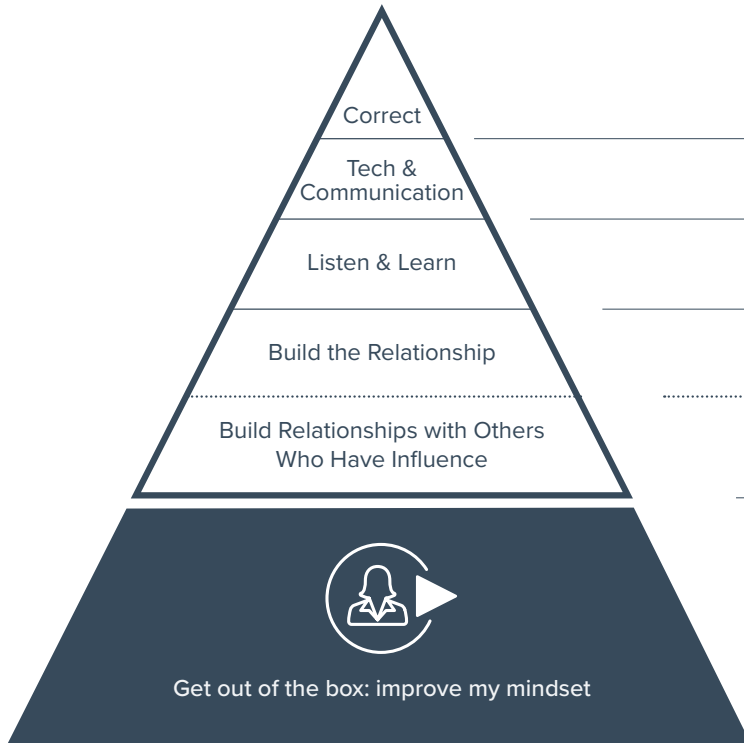 Correct
Tech &
Communication
Listen & Learn
Build the Relationship
Build Relationships with Others
Who Have Influence
Get out of the box: improve my mindset